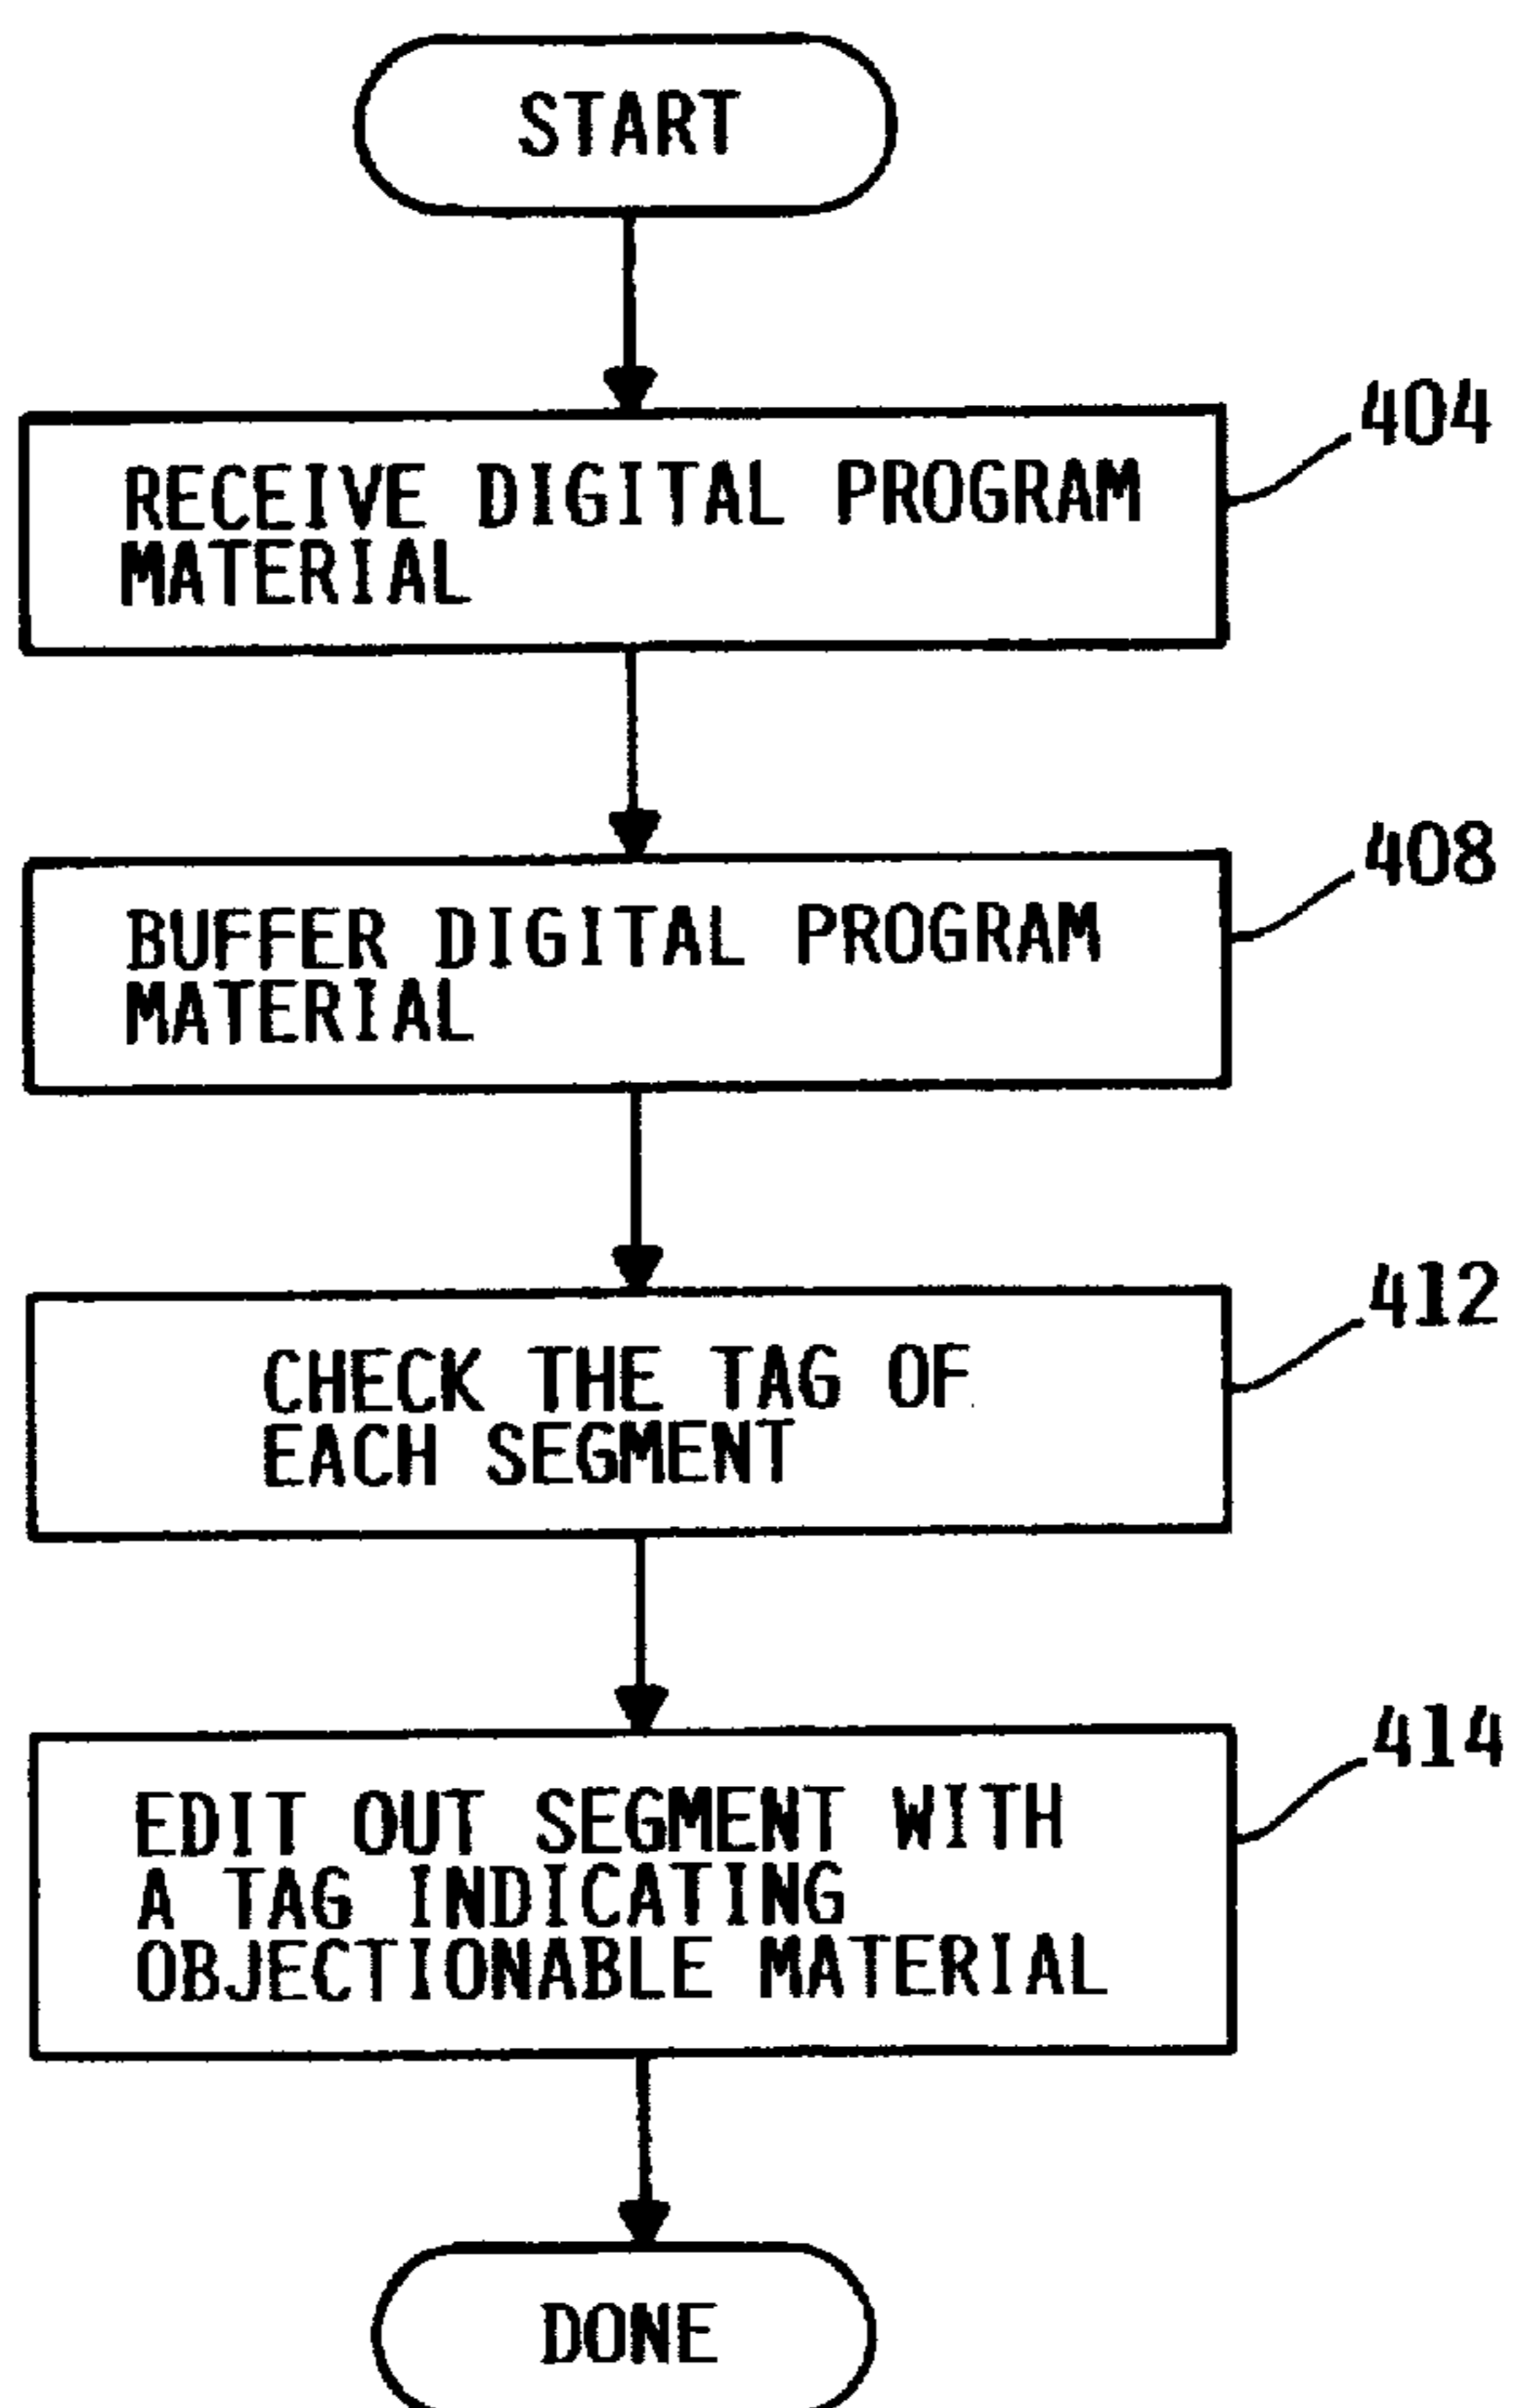 START
404
RECEIVE DIGITAL PROGRAM
MATERIAL
408
BUFFER DIGITAL PROGRAM
MATERIAL
412
CHECK THE TAG OF
EACH SEGMENT
414
EDIT OUT SEGMENT WITH
A TAG INDICATING
OBJECTIONABLE MATERIAL
DONE